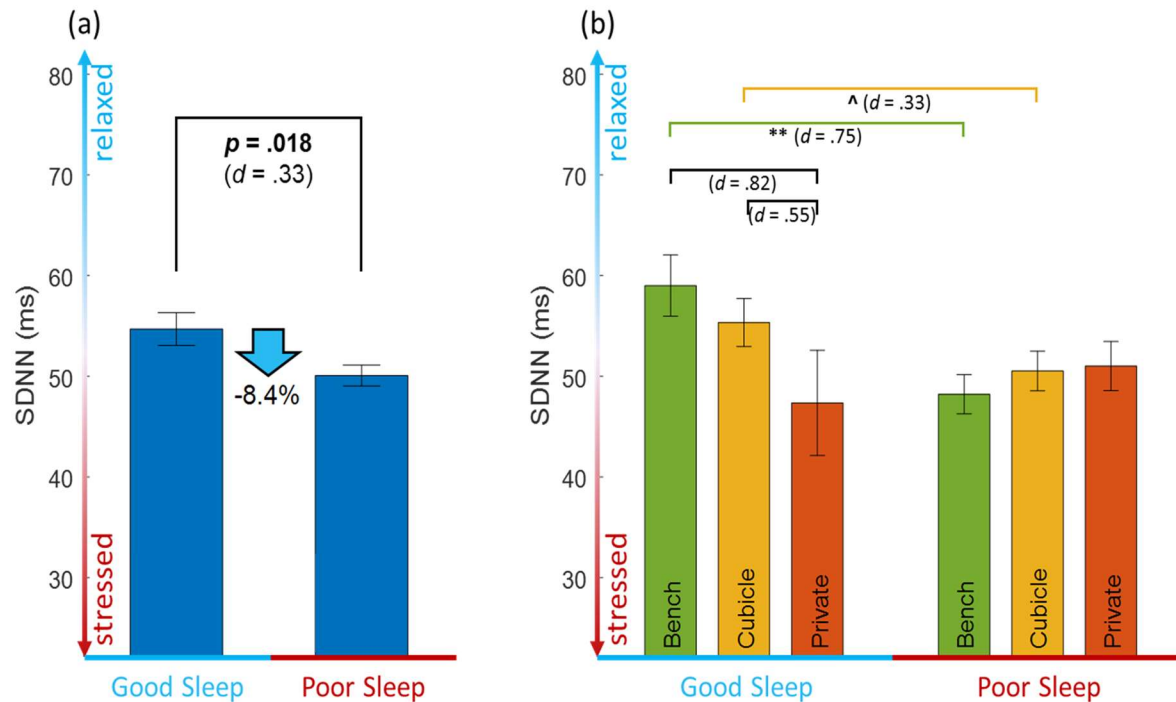 (a)
relaxed
stressed
SDNN (ms)
80
70
60
50
40
30
p = .018
(d = .33)
-8.4%
Good Sleep
Poor Sleep
(b)
relaxed
stressed
SDNN (ms)
80
70
60
50
40
30
^ (d = .33)
** (d = .75)
(d = .82)
(d = .55)
Bench
Cubicle
Private
Bench
Cubicle
Private
Good Sleep
Poor Sleep